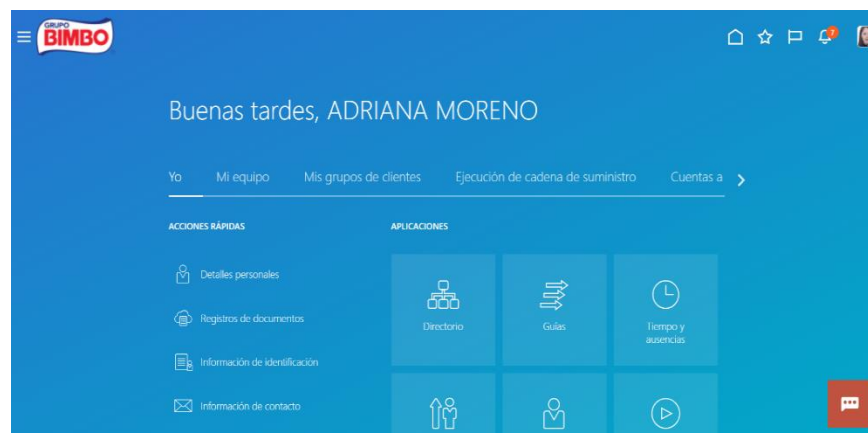 GRUPO
BIMBO
7
Buenas tardes, ADRIANA MORENO
Yo
Mi equipo
Mis grupos de clientes
Ejecución de cadena de suministro
Cuentas a
ACCIONES RÁPIDAS
Detalles personales
Registros de documentos
Información de identificación
Información de contacto
APLICACIONES
Directorio
Guías
Tiempo y
ausencias